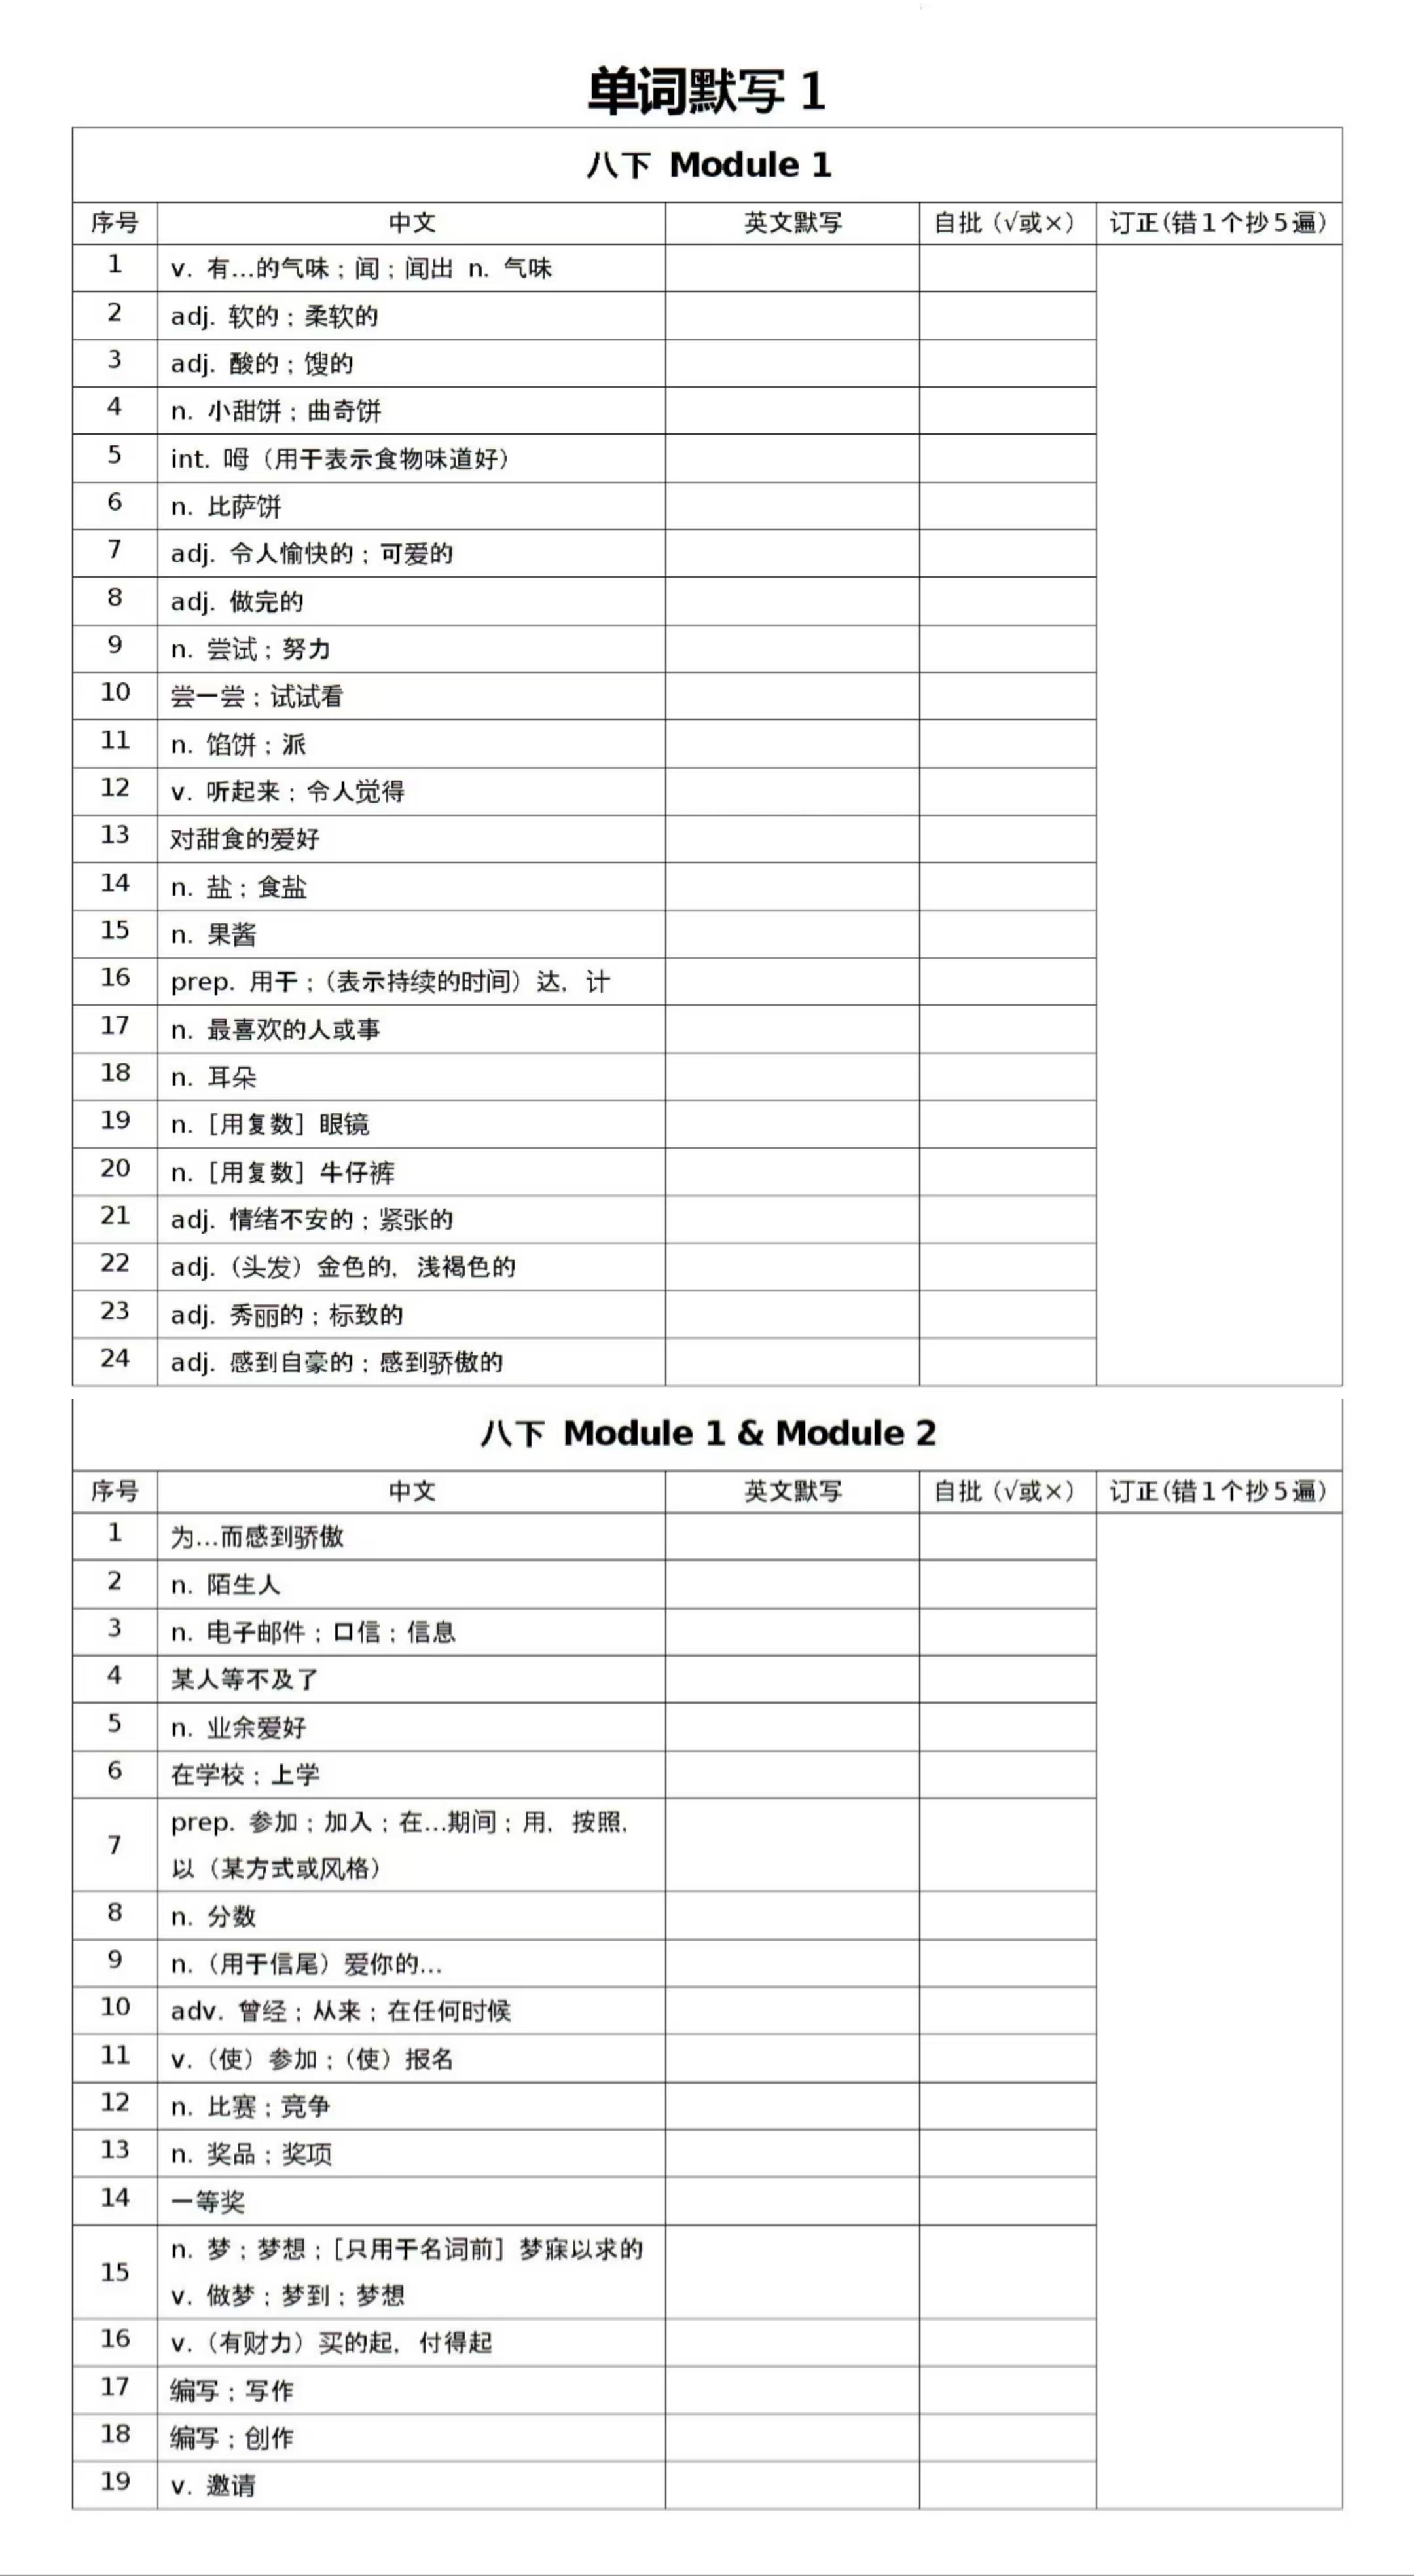 单词默写 1
八下 Module 1
序号 中文 英文默写 自批（√或×） 订正(错1个抄5遍)
1 v. 有…的气味；闻；闻出 n. 气味
2 adj. 软的；柔软的
3 adj. 酸的；馊的
4 n. 小甜饼；曲奇饼
5 int. 呣（用于表示食物味道好）
6 n. 比萨饼
7 adj. 令人愉快的；可爱的
8 adj. 做完的
9 n. 尝试；努力
10 尝一尝；试试看
11 n. 馅饼；派
12 v. 听起来；令人觉得
13 对甜食的爱好
14 n. 盐；食盐
15 n. 果酱
16 prep. 用于；（表示持续的时间）达，计
17 n. 最喜欢的人或事
18 n. 耳朵
19 n.［用复数］眼镜
20 n.［用复数］牛仔裤
21 adj. 情绪不安的；紧张的
22 adj.（头发）金色的，浅褐色的
23 adj. 秀丽的；标致的
24 adj. 感到自豪的；感到骄傲的
八下 Module 1 & Module 2
序号 中文 英文默写 自批（√或×） 订正(错1个抄5遍)
1 为…而感到骄傲
2 n. 陌生人
3 n. 电子邮件；口信；信息
4 某人等不及了
5 n. 业余爱好
6 在学校；上学
7 prep. 参加；加入；在…期间；用，按照，
以（某方式或风格）
8 n. 分数
9 n.（用于信尾）爱你的…
10 adv. 曾经；从来；在任何时候
11 v.（使）参加；（使）报名
12 n. 比赛；竞争
13 n. 奖品；奖项
14 一等奖
15 n. 梦；梦想；［只用于名词前］梦寐以求的
v. 做梦；梦到；梦想
16 v.（有财力）买的起，付得起
17 编写；写作
18 编写；创作
19 v. 邀请